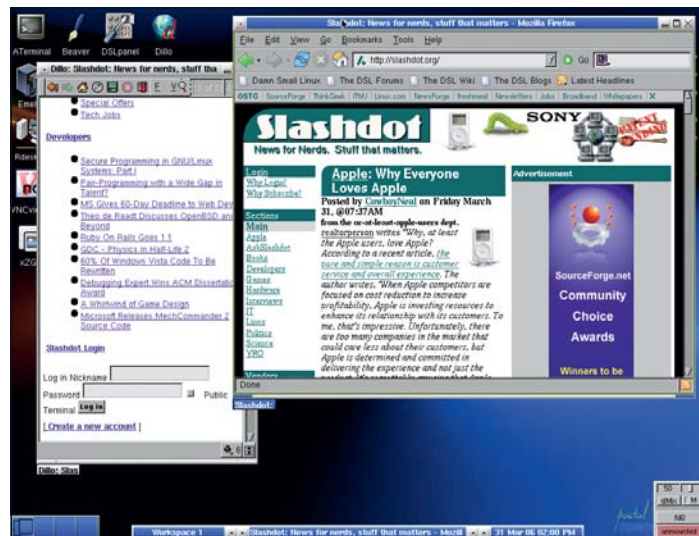 ATerminal
Beaver
DSLpanel
Dillo
Dillo: Slashdot: News for nerds, stuff tha
Special Offers
Tech Jobs
Developers
Secure Programming in GNU/Linux
Systems: Part I
Pair-Programming with a Wide Gap in
Talent?
MS Gives 60-Day Deadline to Web Dev
Theo de Raadt Discusses OpenBSD and
Beyond
Ruby On Rails Goes 1.1
GDC - Physics in Half-Life 2
60% Of Windows Vista Code To Be
Rewritten
Debugging Expert Wins ACM Dissertatio
Award
A Whirlwind of Game Design
Microsoft Releases MechCommander 2
Source Code
Slashdot Login
Log in Nickname
Password
Public
Terminal
Log in
[ Create a new account ]
Dillo: Slas
Slashdot: News for nerds, stuff that matters - Mozilla Firefox
File Edit View Go Bookmarks Tools Help
http://slashdot.org/
Go
Damn Small Linux
The DSL Forums
The DSL Wiki
The DSL Blogs
Latest Headlines
OSTG | SourceForge | ThinkGeek | ITMJ | Linux.com | NewsForge | freshmeat | Newsletters | Jobs | Broadband | Whitepapers | X
Slashdot
News for Nerds. Stuff that matters.
SONY
PATENT
PENDING
Login
Why Login?
Why Subscribe?
Sections
Main
Apple
AskSlashdot
Books
Developers
Games
Hardware
Interviews
IT
Linux
Politics
Science
YRO
Vendors
Apple: Why Everyone
Loves Apple
Posted by CowboyNeal on Friday March
31, @07:37AM
from the or-at-least-apple-users dept.
realtorperson writes "Why, at least
the Apple users, love Apple?
According to a recent article, the
pure and simple reason is customer
service and overall experience. The
author writes, 'When Apple competitors are
focused on cost reduction to increase
profitability, Apple is investing resources to
enhance its relationship with its customers. To
me, that's impressive. Unfortunately, there
are too many companies in the market that
could care less about their customers, but
Apple is determined and committed in
delivering the experience and not just the
Advertisement
SourceForge.net
Community
Choice
Awards
Winners to be
Done
Slashdot:
Workspace 1
Slashdot: News for nerds, stuff that matters - Mozill
31 Mar 06 02:00 PM
fd0
unmounted